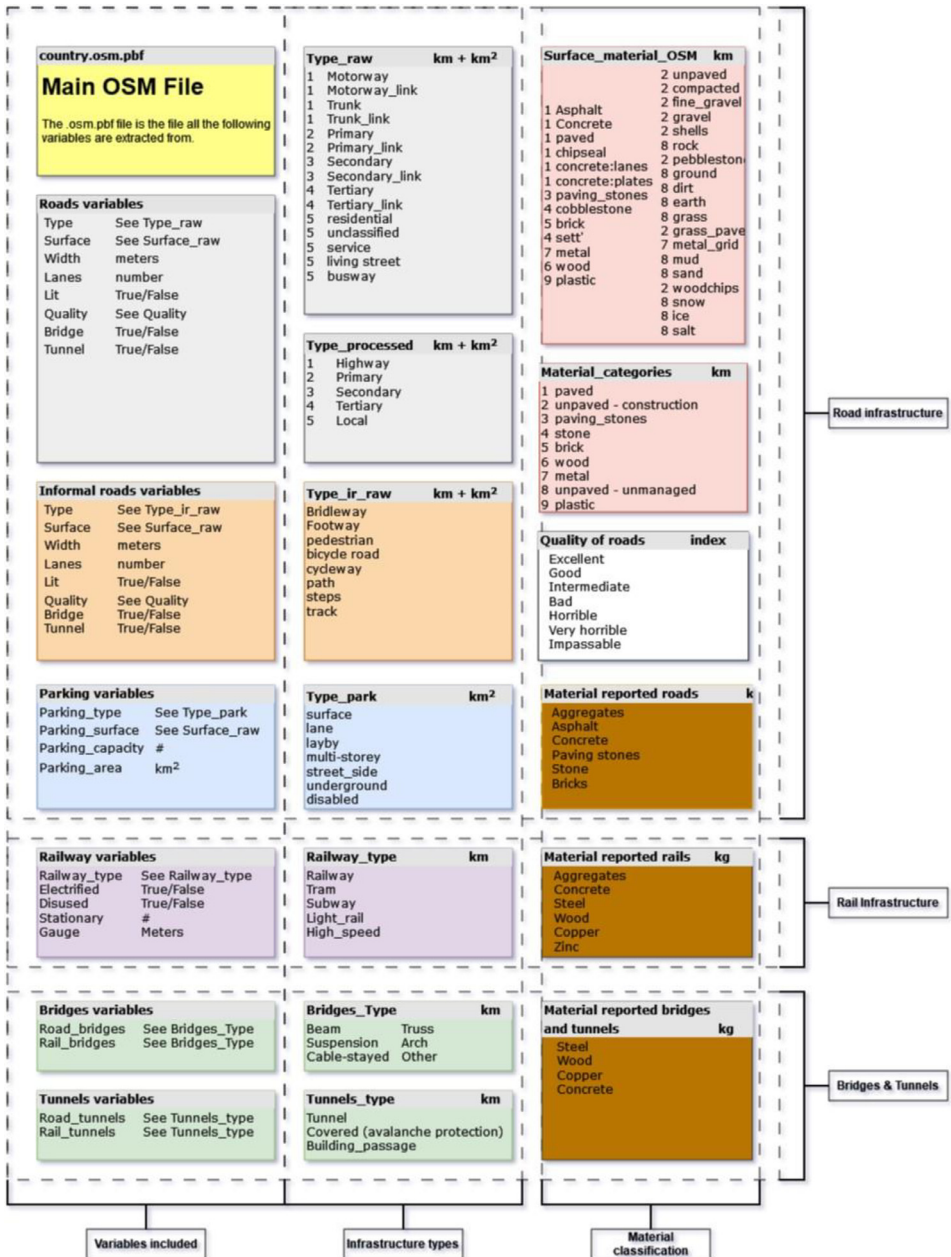 country.osm.pbf
Main OSM File
The .osm.pbf file is the file all the following
variables are extracted from.
Roads variables
Type See Type_raw
Surface See Surface_raw
Width meters
Lanes number
Lit True/False
Quality See Quality
Bridge True/False
Tunnel True/False
Informal roads variables
Type See Type_ir_raw
Surface See Surface_raw
Width meters
Lanes number
Lit True/False
Quality See Quality
Bridge True/False
Tunnel True/False
Parking variables
Parking_type See Type_park
Parking_surface See Surface_raw
Parking_capacity #
Parking_area km²
Railway variables
Railway_type See Railway_type
Electrified True/False
Disused True/False
Stationary #
Gauge Meters
Bridges variables
Road_bridges See Bridges_Type
Rail_bridges See Bridges_Type
Tunnels variables
Road_tunnels See Tunnels_type
Rail_tunnels See Tunnels_type
Variables included
Type_raw km + km²
1 Motorway
1 Motorway_link
1 Trunk
1 Trunk_link
2 Primary
2 Primary_link
3 Secondary
3 Secondary_link
4 Tertiary
4 Tertiary_link
5 residential
5 unclassified
5 service
5 living street
5 busway
Type_processed km + km²
1 Highway
2 Primary
3 Secondary
4 Tertiary
5 Local
Type_ir_raw km + km²
Bridleway
Footway
pedestrian
bicycle road
cycleway
path
steps
track
Type_park km²
surface
lane
layby
multi-storey
street_side
underground
disabled
Railway_type km
Railway
Tram
Subway
Light_rail
High_speed
Bridges_Type km
Beam Truss
Suspension Arch
Cable-stayed Other
Tunnels_type km
Tunnel
Covered (avalanche protection)
Building_passage
Infrastructure types
Surface_material_OSM km
1 Asphalt
1 Concrete
1 paved
1 chipseal
1 concrete:lanes
1 concrete:plates
3 paving_stones
4 cobblestone
5 brick
4 sett'
7 metal
6 wood
9 plastic
2 unpaved
2 compacted
2 fine_gravel
2 gravel
2 shells
8 rock
2 pebbleston
8 ground
8 dirt
8 earth
8 grass
2 grass_pave
7 metal_grid
8 mud
8 sand
2 woodchips
8 snow
8 ice
8 salt
Material_categories km
1 paved
2 unpaved - construction
3 paving_stones
4 stone
5 brick
6 wood
7 metal
8 unpaved - unmanaged
9 plastic
Quality of roads index
Excellent
Good
Intermediate
Bad
Horrible
Very horrible
Impassable
Material reported roads k
Aggregates
Asphalt
Concrete
Paving stones
Stone
Bricks
Material reported rails kg
Aggregates
Concrete
Steel
Wood
Copper
Zinc
Material reported bridges
and tunnels kg
Steel
Wood
Copper
Concrete
Material
classification
Road infrastructure
Rail Infrastructure
Bridges & Tunnels